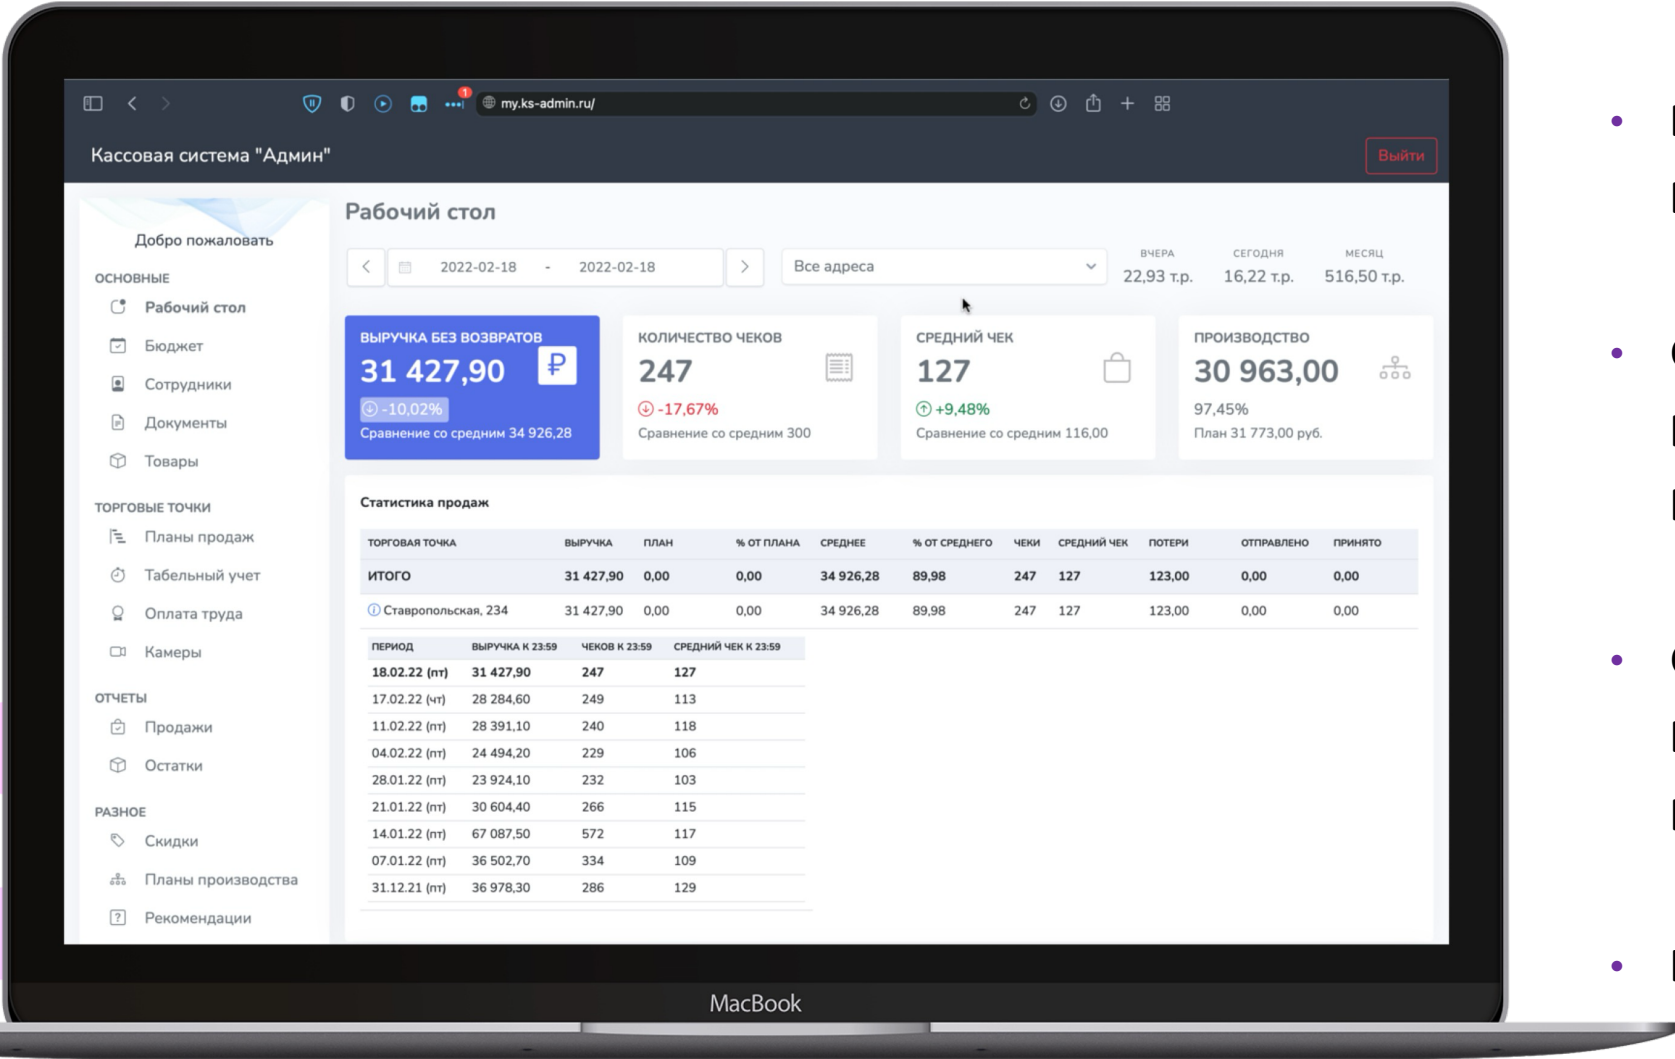 1
my.ks-admin.ru/
Кассовая система "Админ"
Выйти
Добро пожаловать
ОСНОВНЫЕ
Рабочий стол
Бюджет
Сотрудники
Документы
Товары
ТОРГОВЫЕ ТОЧКИ
Планы продаж
Табельный учет
Оплата труда
Камеры
ОТЧЕТЫ
Продажи
Остатки
РАЗНОЕ
Скидки
Планы производства
Рекомендации
Рабочий стол
2022-02-18 - 2022-02-18
Все адреса
ВЧЕРА СЕГОДНЯ МЕСЯЦ
22,93 т.р. 16,22 т.р. 516,50 т.р.
ВЫРУЧКА БЕЗ ВОЗВРАТОВ
31 427,90 ₽
-10,02%
Сравнение со средним 34 926,28
КОЛИЧЕСТВО ЧЕКОВ
247
-17,67%
Сравнение со средним 300
СРЕДНИЙ ЧЕК
127
+9,48%
Сравнение со средним 116,00
ПРОИЗВОДСТВО
30 963,00
97,45%
План 31 773,00 руб.
Статистика продаж
ТОРГОВАЯ ТОЧКА ВЫРУЧКА ПЛАН % ОТ ПЛАНА СРЕДНЕЕ % ОТ СРЕДНЕГО ЧЕКИ СРЕДНИЙ ЧЕК ПОТЕРИ ОТПРАВЛЕНО ПРИНЯТО
ИТОГО 31 427,90 0,00 0,00 34 926,28 89,98 247 127 123,00 0,00 0,00
Ставропольская, 234 31 427,90 0,00 0,00 34 926,28 89,98 247 127 123,00 0,00 0,00
ПЕРИОД ВЫРУЧКА К 23:59 ЧЕКОВ К 23:59 СРЕДНИЙ ЧЕК К 23:59
18.02.22 (пт) 31 427,90 247 127
17.02.22 (чт) 28 284,60 249 113
11.02.22 (пт) 28 391,10 240 118
04.02.22 (пт) 24 494,20 229 106
28.01.22 (пт) 23 924,10 232 103
21.01.22 (пт) 30 604,40 266 115
14.01.22 (пт) 67 087,50 572 117
07.01.22 (пт) 36 502,70 334 109
31.12.21 (пт) 36 978,30 286 129
MacBook